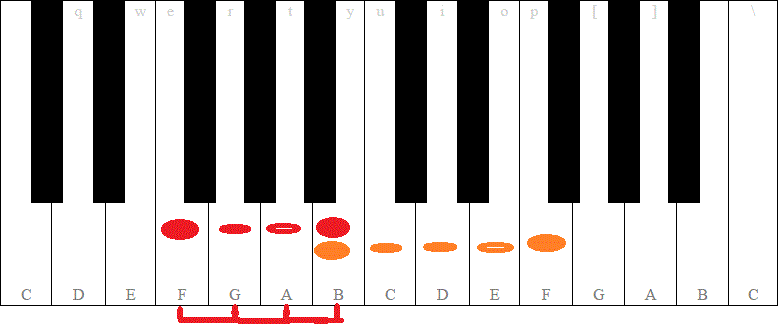 q w e r t y u i o p [ ] \
C D E F G A B C D E F G A B C